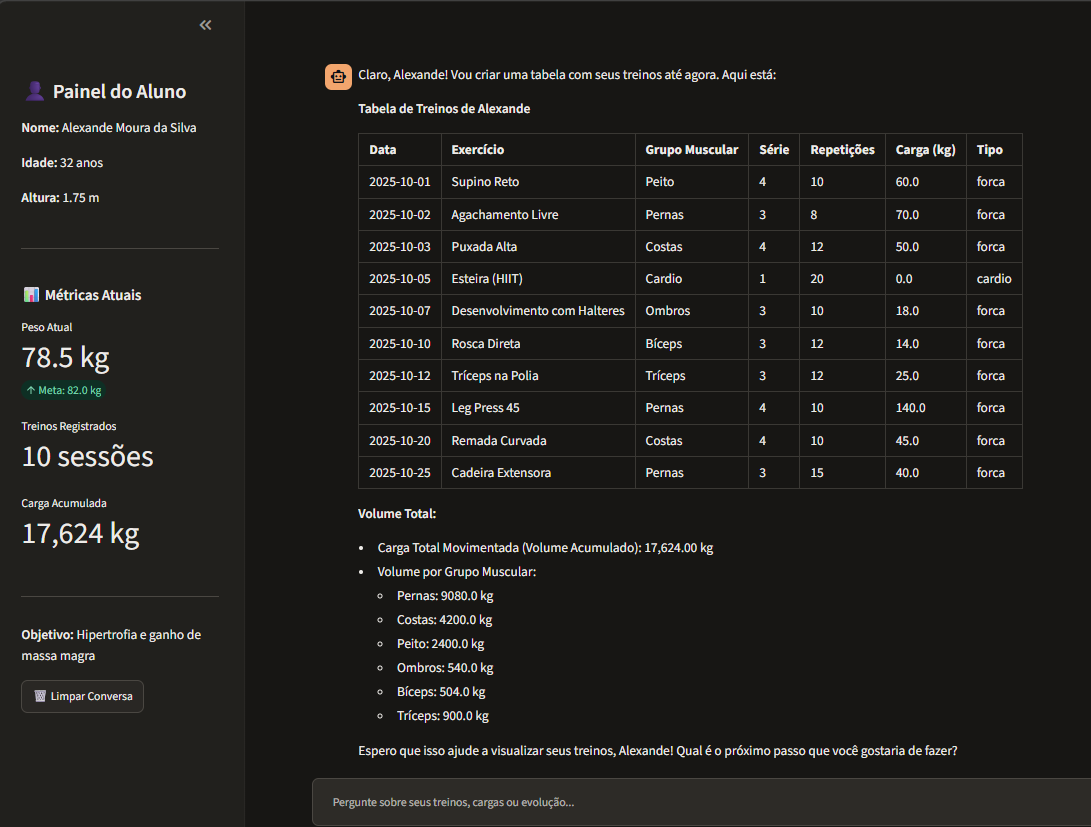 Painel do Aluno
Nome: Alexande Moura da Silva
Idade: 32 anos
Altura: 1.75 m
Métricas Atuais
Peso Atual
78.5 kg
↑ Meta: 82.0 kg
Treinos Registrados
10 sessões
Carga Acumulada
17,624 kg
Objetivo: Hipertrofia e ganho de
massa magra
Limpar Conversa
Claro, Alexande! Vou criar uma tabela com seus treinos até agora. Aqui está:
Tabela de Treinos de Alexande
Data Exercício Grupo Muscular Série Repetições Carga (kg) Tipo
2025-10-01 Supino Reto Peito 4 10 60.0 forca
2025-10-02 Agachamento Livre Pernas 3 8 70.0 forca
2025-10-03 Puxada Alta Costas 4 12 50.0 forca
2025-10-05 Esteira (HIIT) Cardio 1 20 0.0 cardio
2025-10-07 Desenvolvimento com Halteres Ombros 3 10 18.0 forca
2025-10-10 Rosca Direta Bíceps 3 12 14.0 forca
2025-10-12 Tríceps na Polia Tríceps 3 12 25.0 forca
2025-10-15 Leg Press 45 Pernas 4 10 140.0 forca
2025-10-20 Remada Curvada Costas 4 10 45.0 forca
2025-10-25 Cadeira Extensora Pernas 3 15 40.0 forca
Volume Total:
• Carga Total Movimentada (Volume Acumulado): 17,624.00 kg
• Volume por Grupo Muscular:
◦ Pernas: 9080.0 kg
◦ Costas: 4200.0 kg
◦ Peito: 2400.0 kg
◦ Ombros: 540.0 kg
◦ Bíceps: 504.0 kg
◦ Tríceps: 900.0 kg
Espero que isso ajude a visualizar seus treinos, Alexande! Qual é o próximo passo que você gostaria de fazer?
Pergunte sobre seus treinos, cargas ou evolução...